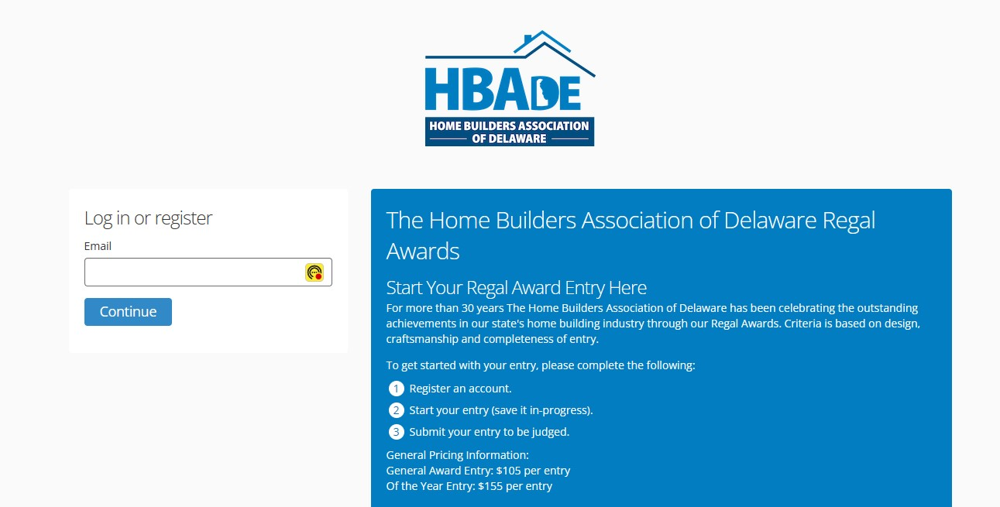 HBADE
HOME BUILDERS ASSOCIATION
OF DELAWARE
Log in or register
Email
Continue
The Home Builders Association of Delaware Regal
Awards
Start Your Regal Award Entry Here
For more than 30 years The Home Builders Association of Delaware has been celebrating the outstanding
achievements in our state's home building industry through our Regal Awards. Criteria is based on design,
craftsmanship and completeness of entry.
To get started with your entry, please complete the following:
1 Register an account.
2 Start your entry (save it in-progress).
3 Submit your entry to be judged.
General Pricing Information:
General Award Entry: $105 per entry
Of the Year Entry: $155 per entry